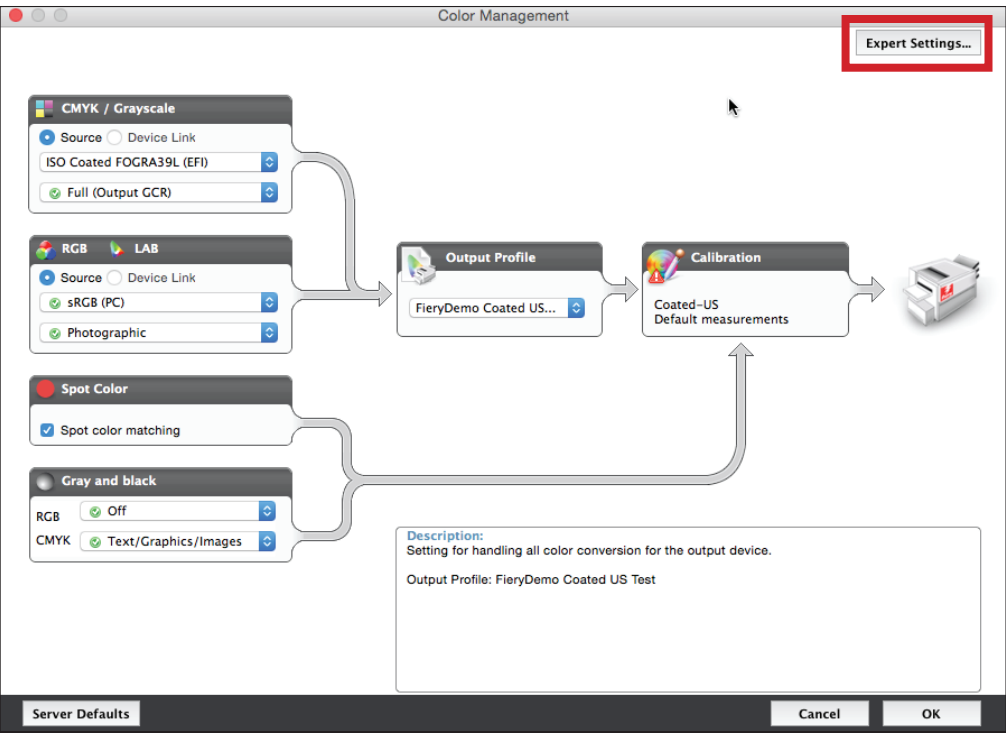 Color Management
Expert Settings...
CMYK / Grayscale
Source Device Link
ISO Coated FOGRA39L (EFI)
Full (Output GCR)
RGB LAB
Source Device Link
sRGB (PC)
Photographic
Output Profile
FieryDemo Coated US...
Calibration
Coated-US
Default measurements
Spot Color
Spot color matching
Gray and black
RGB Off
CMYK Text/Graphics/Images
Description:
Setting for handling all color conversion for the output device.
Output Profile: FieryDemo Coated US Test
Server Defaults
Cancel
OK